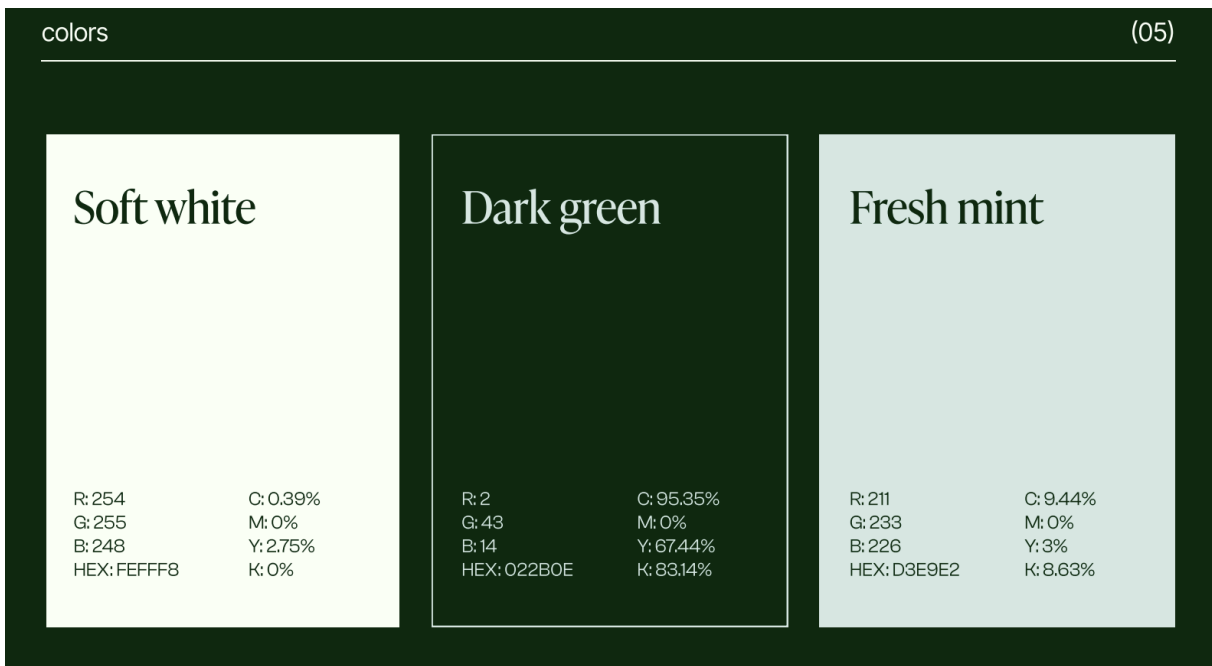 colors (05)
Soft white
R: 254 C: 0.39%
G: 255 M: 0%
B: 248 Y: 2.75%
HEX: FEFFF8 K: 0%
Dark green
R: 2 C: 95.35%
G: 43 M: 0%
B: 14 Y: 67.44%
HEX: 022B0E K: 83.14%
Fresh mint
R: 211 C: 9.44%
G: 233 M: 0%
B: 226 Y: 3%
HEX: D3E9E2 K: 8.63%